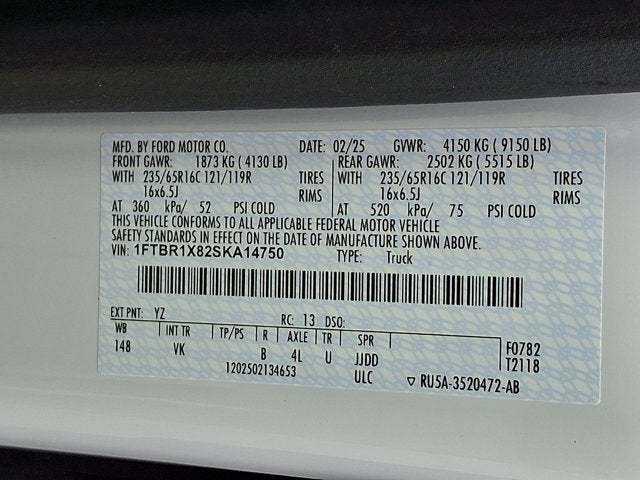 MFD. BY FORD MOTOR CO. DATE: 02/25 GVWR: 4150 KG ( 9150 LB)
FRONT GAWR: 1873 KG ( 4130 LB) REAR GAWR: 2502 KG ( 5515 LB)
WITH 235/65R16C 121/119R TIRES WITH 235/65R16C 121/119R TIRES
16x6.5J RIMS 16x6.5J RIMS
AT 360 kPa/ 52 PSI COLD AT 520 kPa/ 75 PSI COLD
THIS VEHICLE CONFORMS TO ALL APPLICABLE FEDERAL MOTOR VEHICLE
SAFETY STANDARDS IN EFFECT ON THE DATE OF MANUFACTURE SHOWN ABOVE.
VIN: 1FTBR1X82SKA14750 TYPE: Truck
EXT PNT: YZ RC: 13 DSO:
WB INT TR TP/PS R AXLE TR SPR F0782
148 VK B 4L U JJDD T2118
1202502134653 ULC ▽ RU5A-3520472-AB